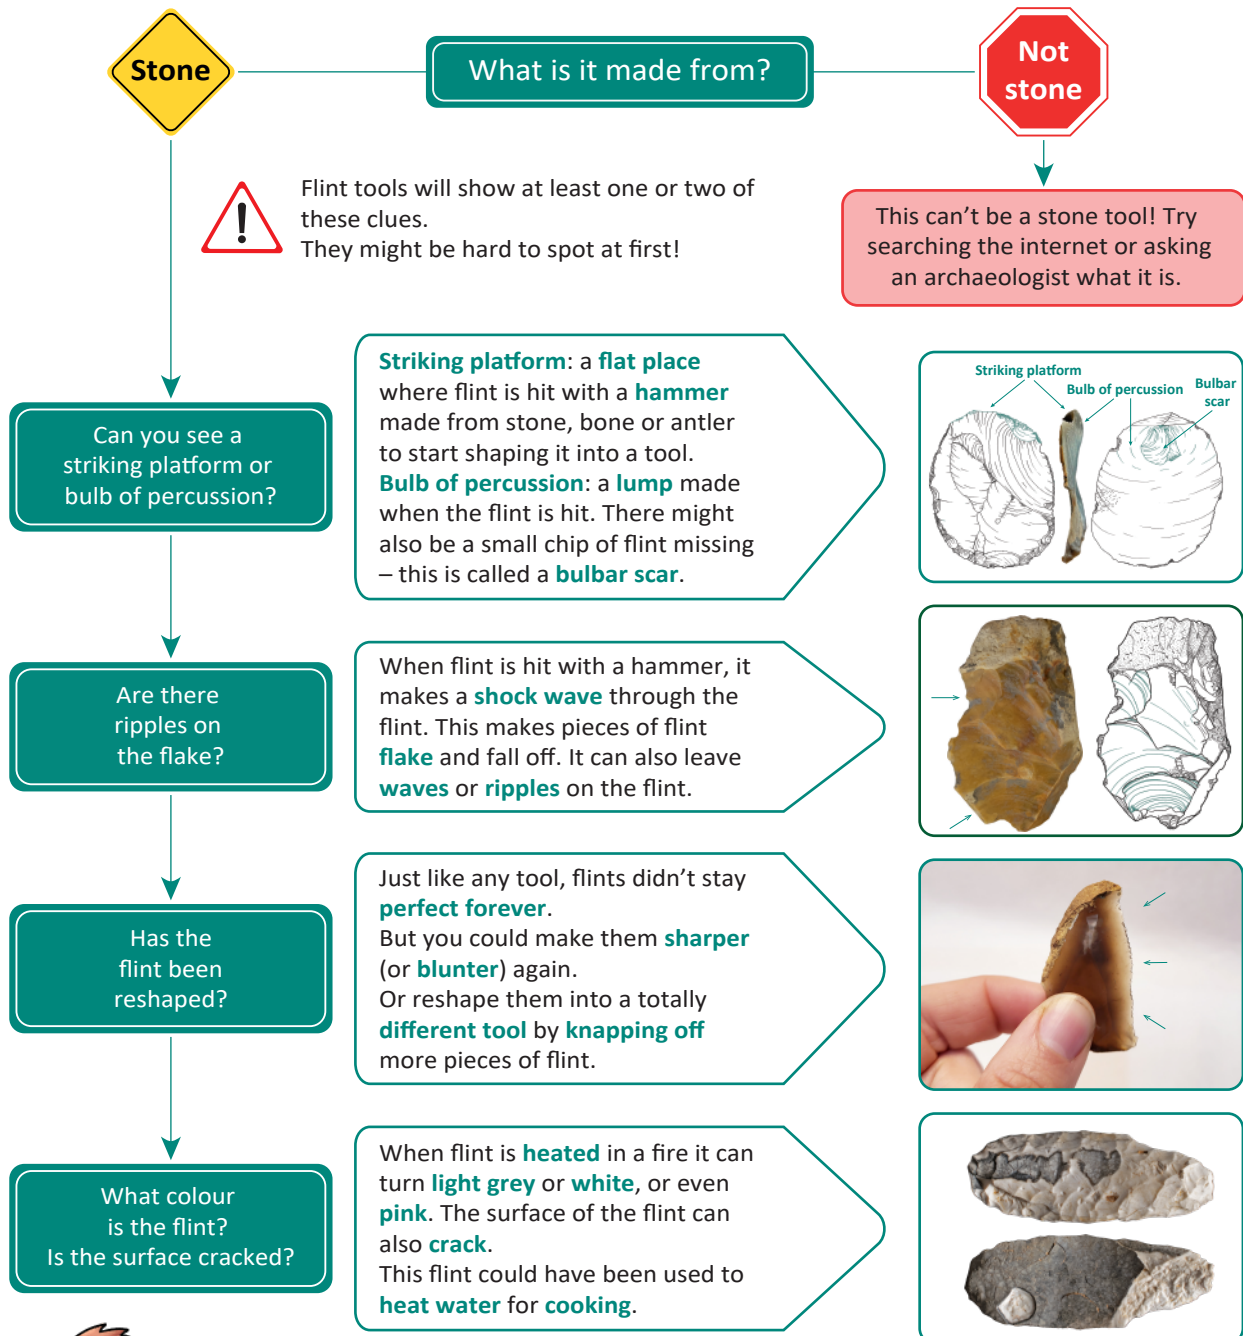 Stone
What is it made from?
Not
stone
Flint tools will show at least one or two of
these clues.
They might be hard to spot at first!
This can't be a stone tool! Try
searching the internet or asking
an archaeologist what it is.
Can you see a
striking platform or
bulb of percussion?
Striking platform: a flat place
where flint is hit with a hammer
made from stone, bone or antler
to start shaping it into a tool.
Bulb of percussion: a lump made
when the flint is hit. There might
also be a small chip of flint missing
– this is called a bulbar scar.
Striking platform
Bulb of percussion
Bulbar
scar
Are there
ripples on
the flake?
When flint is hit with a hammer, it
makes a shock wave through the
flint. This makes pieces of flint
flake and fall off. It can also leave
waves or ripples on the flint.
Has the
flint been
reshaped?
Just like any tool, flints didn't stay
perfect forever.
But you could make them sharper
(or blunter) again.
Or reshape them into a totally
different tool by knapping off
more pieces of flint.
What colour
is the flint?
Is the surface cracked?
When flint is heated in a fire it can
turn light grey or white, or even
pink. The surface of the flint can
also crack.
This flint could have been used to
heat water for cooking.